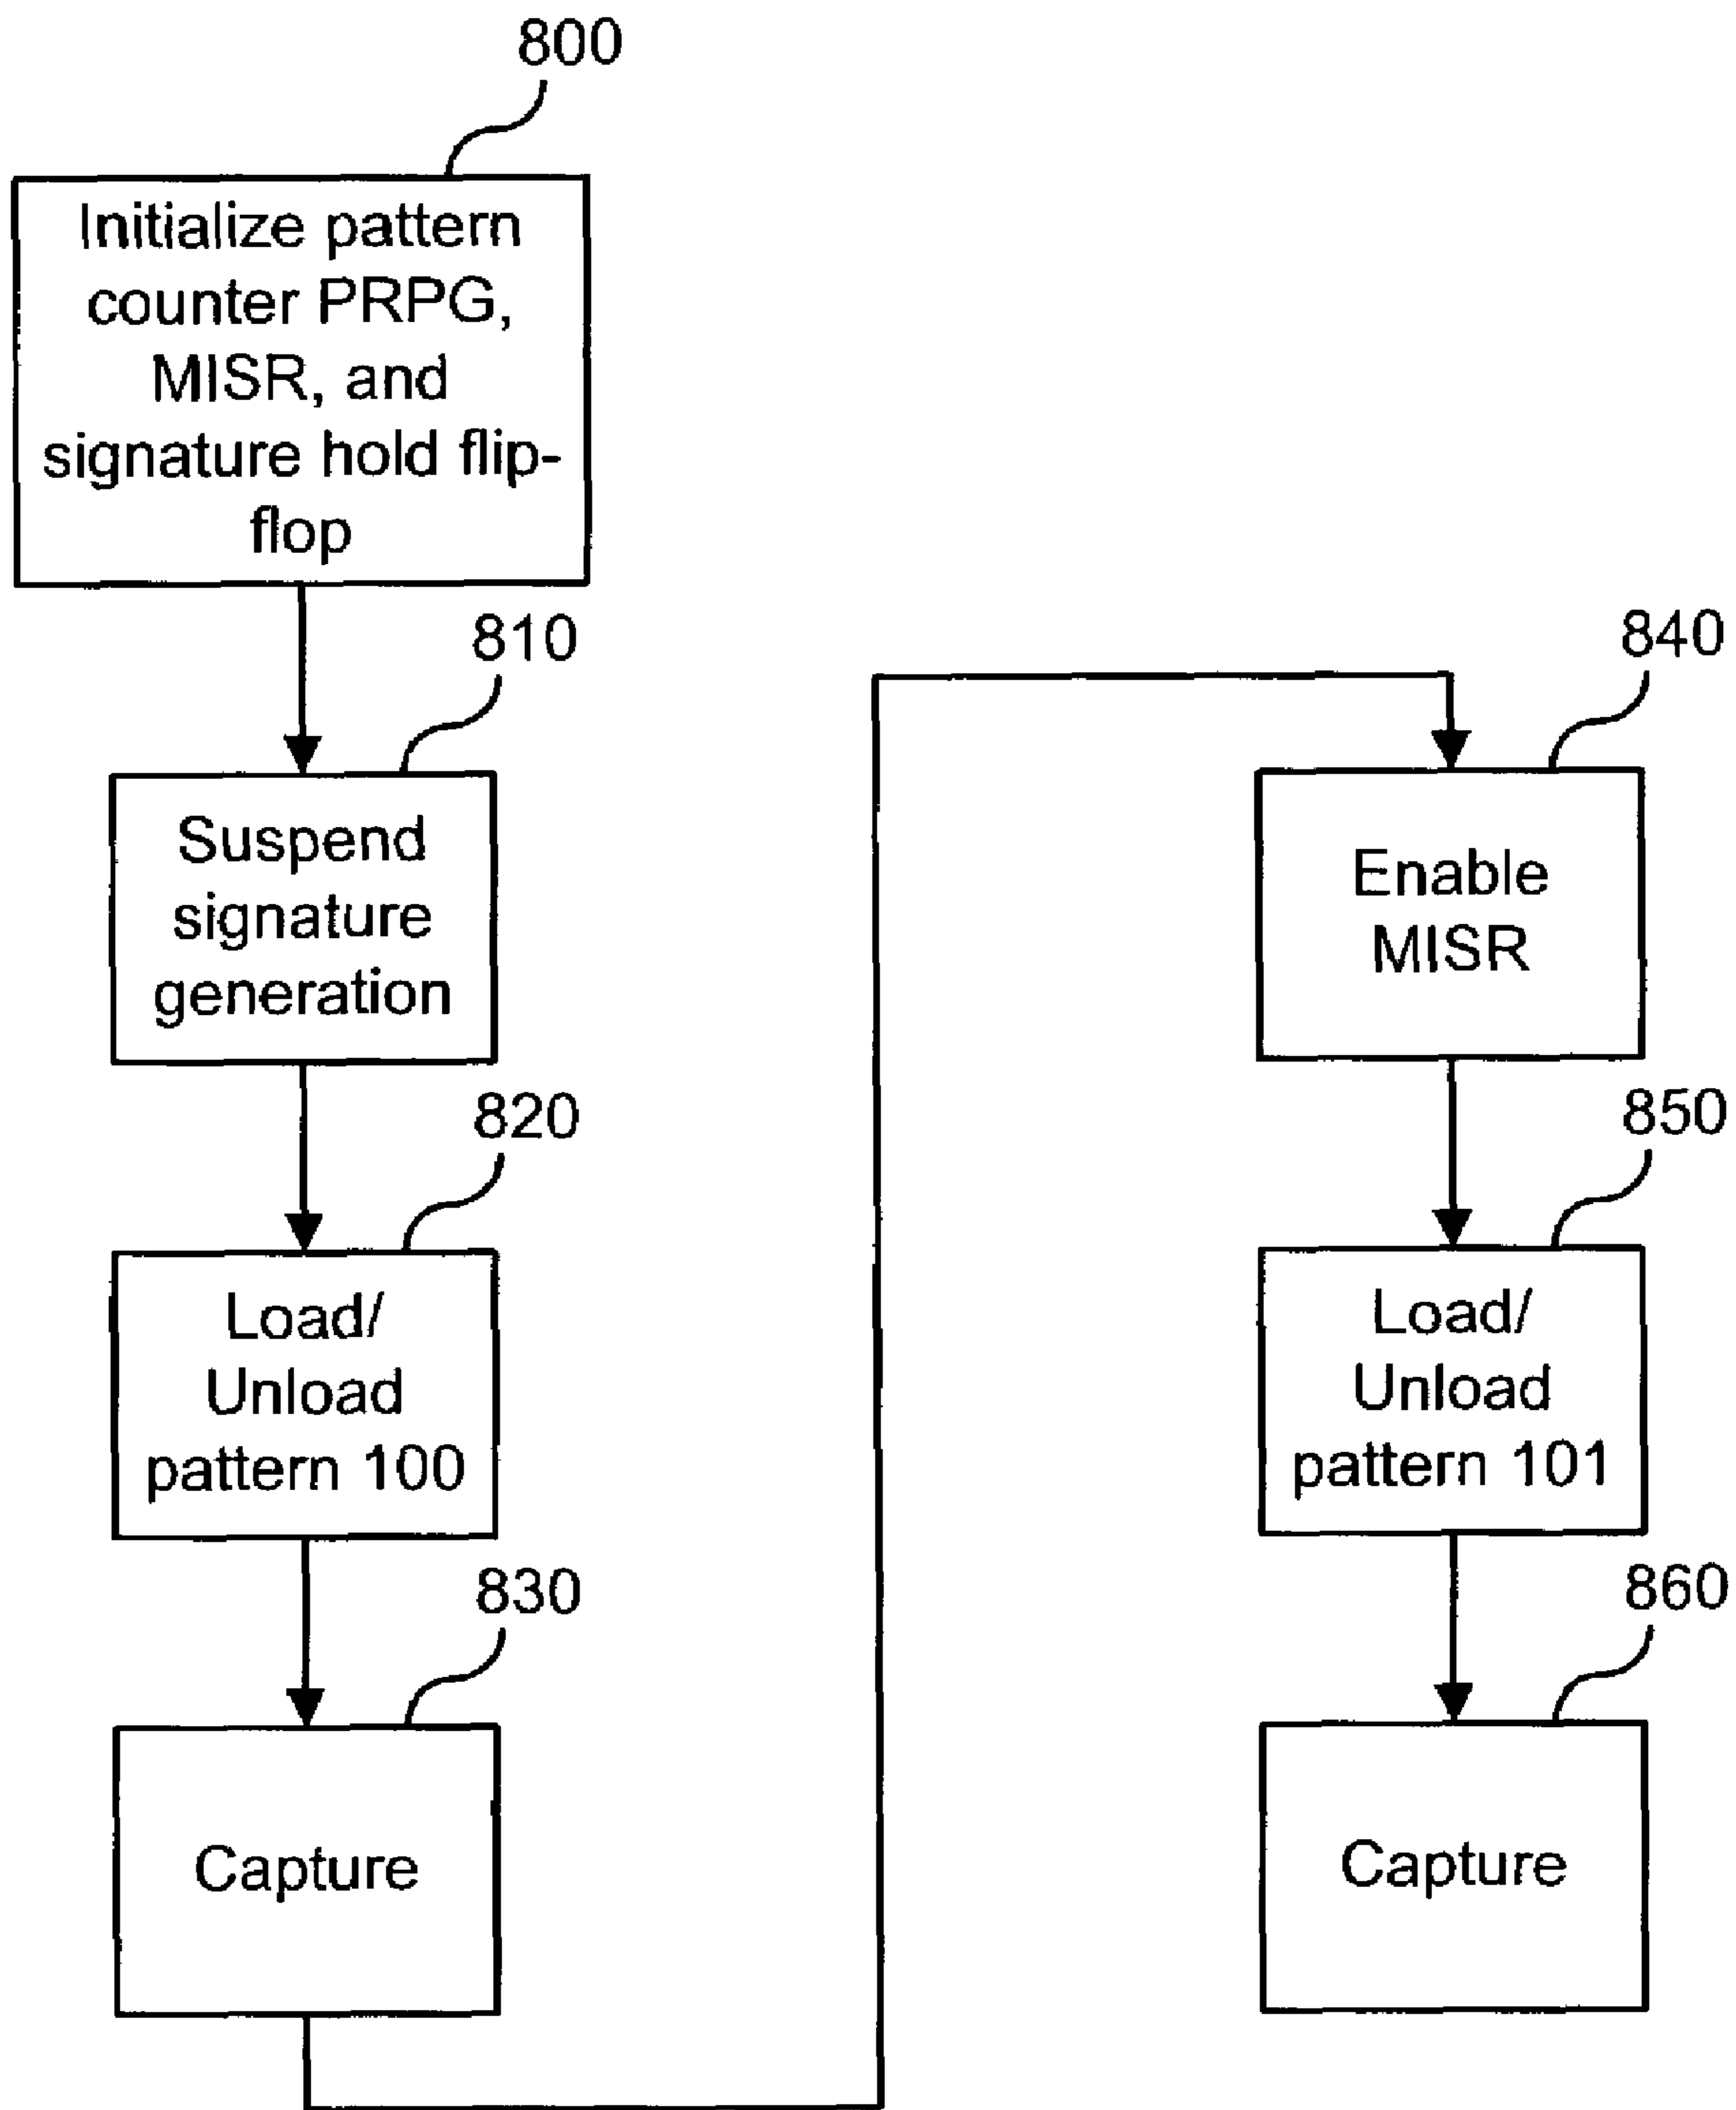 800
Initialize pattern
counter PRPG,
MISR, and
signature hold flip-
flop
810
Suspend
signature
generation
820
Load/
Unload
pattern 100
830
Capture
840
Enable
MISR
850
Load/
Unload
pattern 101
860
Capture